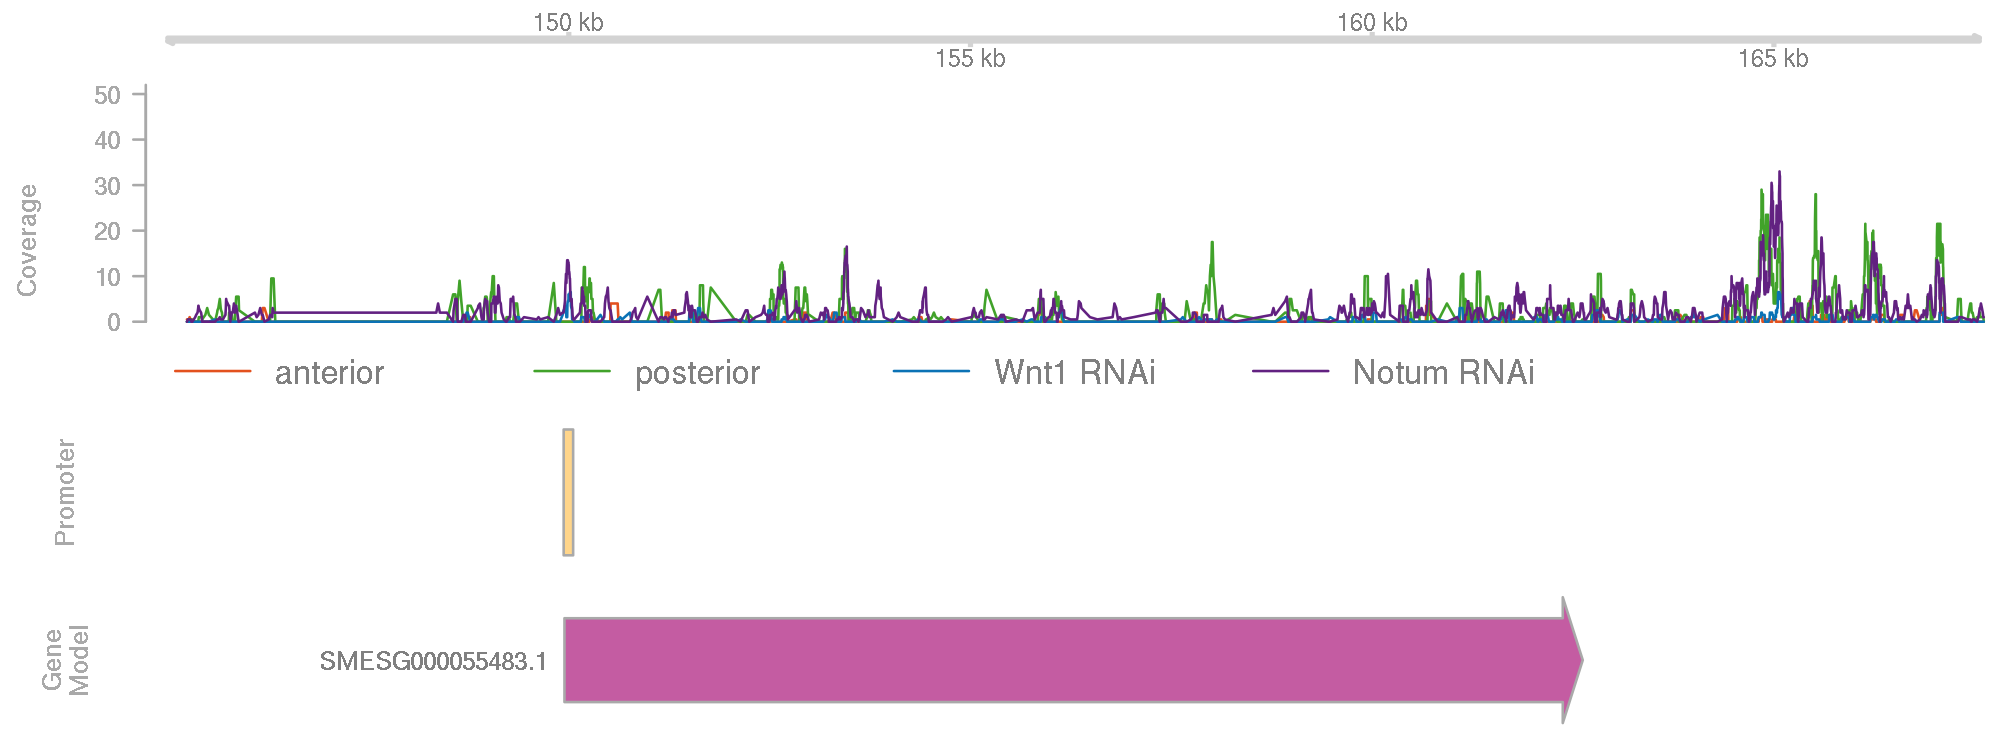 150 kb
160 kb
155 kb
165 kb
50
40
30
20
10
0
Coverage
anterior
posterior
Wnt1 RNAi
Notum RNAi
Promoter
Gene
Model
SMESG000055483.1